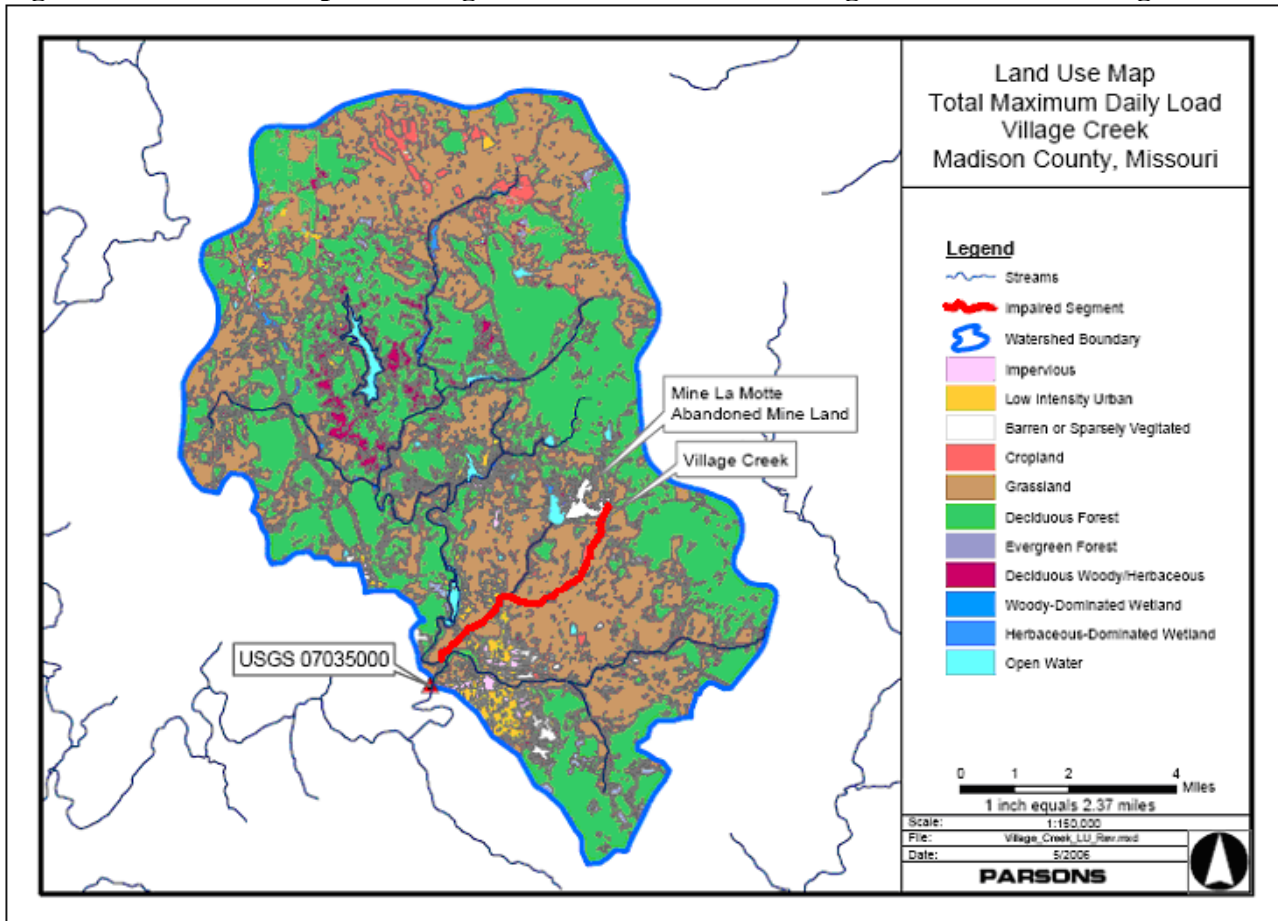 Land Use Map
Total Maximum Daily Load
Village Creek
Madison County, Missouri
Legend
Streams
Impaired Segment
Watershed Boundary
Impervious
Low Intensity Urban
Barren or Sparsely Vegitated
Cropland
Grassland
Deciduous Forest
Evergreen Forest
Deciduous Woody/Herbaceous
Woody-Dominated Wetland
Herbaceous-Dominated Wetland
Open Water
Mine La Motte
Abandoned Mine Land
Village Creek
USGS 07035000
0 1 2 4
Miles
1 inch equals 2.37 miles
Scale: 1:150,000
File: Village_Creek_LU_Rev.mxd
Date: 5/2006
PARSONS